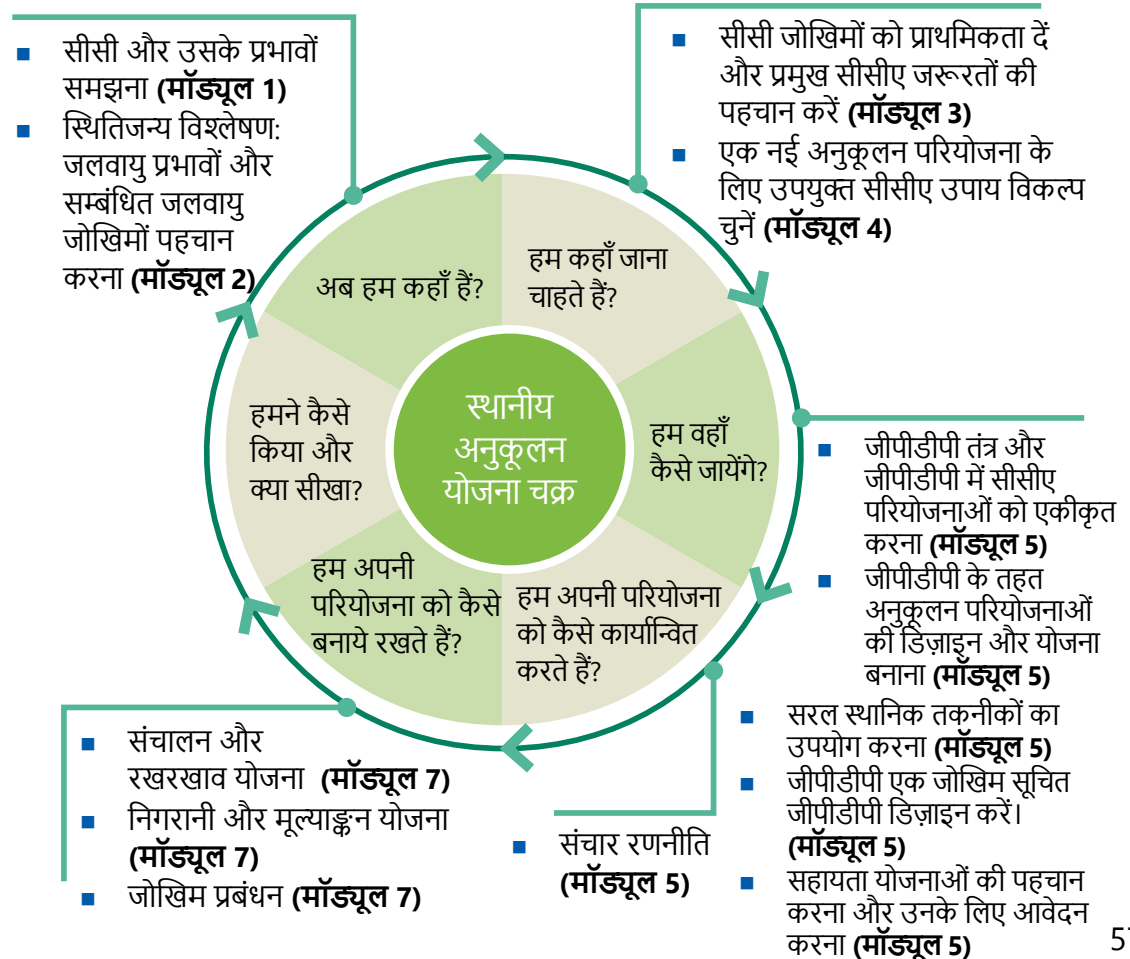 सीसी और उसके प्रभावों
समझना (मॉड्यूल 1)
स्थितिजन्य विश्लेषण:
जलवायु प्रभावों और
सम्बंधित जलवायु
जोखिमों पहचान
करना (मॉड्यूल 2)
सीसी जोखिमों को प्राथमिकता दें
और प्रमुख सीसीए जरूरतों की
पहचान करें (मॉड्यूल 3)
एक नई अनुकूलन परियोजना के
लिए उपयुक्त सीसीए उपाय विकल्प
चुनें (मॉड्यूल 4)
अब हम कहाँ हैं?
हम कहाँ जाना
चाहते हैं?
हमने कैसे
किया और
क्या सीखा?
स्थानीय
अनुकूलन
योजना चक्र
हम वहाँ
कैसे जायेंगे?
हम अपनी
परियोजना को कैसे
बनाये रखते हैं?
हम अपनी परियोजना
को कैसे कार्यान्वित
करते हैं?
जीपीडीपी तंत्र और
जीपीडीपी में सीसीए
परियोजनाओं को एकीकृत
करना (मॉड्यूल 5)
जीपीडीपी के तहत
अनुकूलन परियोजनाओं
की डिज़ाइन और योजना
बनाना (मॉड्यूल 5)
सरल स्थानिक तकनीकों का
उपयोग करना (मॉड्यूल 5)
जीपीडीपी एक जोखिम सूचित
जीपीडीपी डिज़ाइन करें।
(मॉड्यूल 5)
सहायता योजनाओं की पहचान
करना और उनके लिए आवेदन
करना (मॉड्यूल 5)
संचालन और
रखरखाव योजना (मॉड्यूल 7)
निगरानी और मूल्याङ्कन योजना
(मॉड्यूल 7)
जोखिम प्रबंधन (मॉड्यूल 7)
संचार रणनीति
(मॉड्यूल 5)